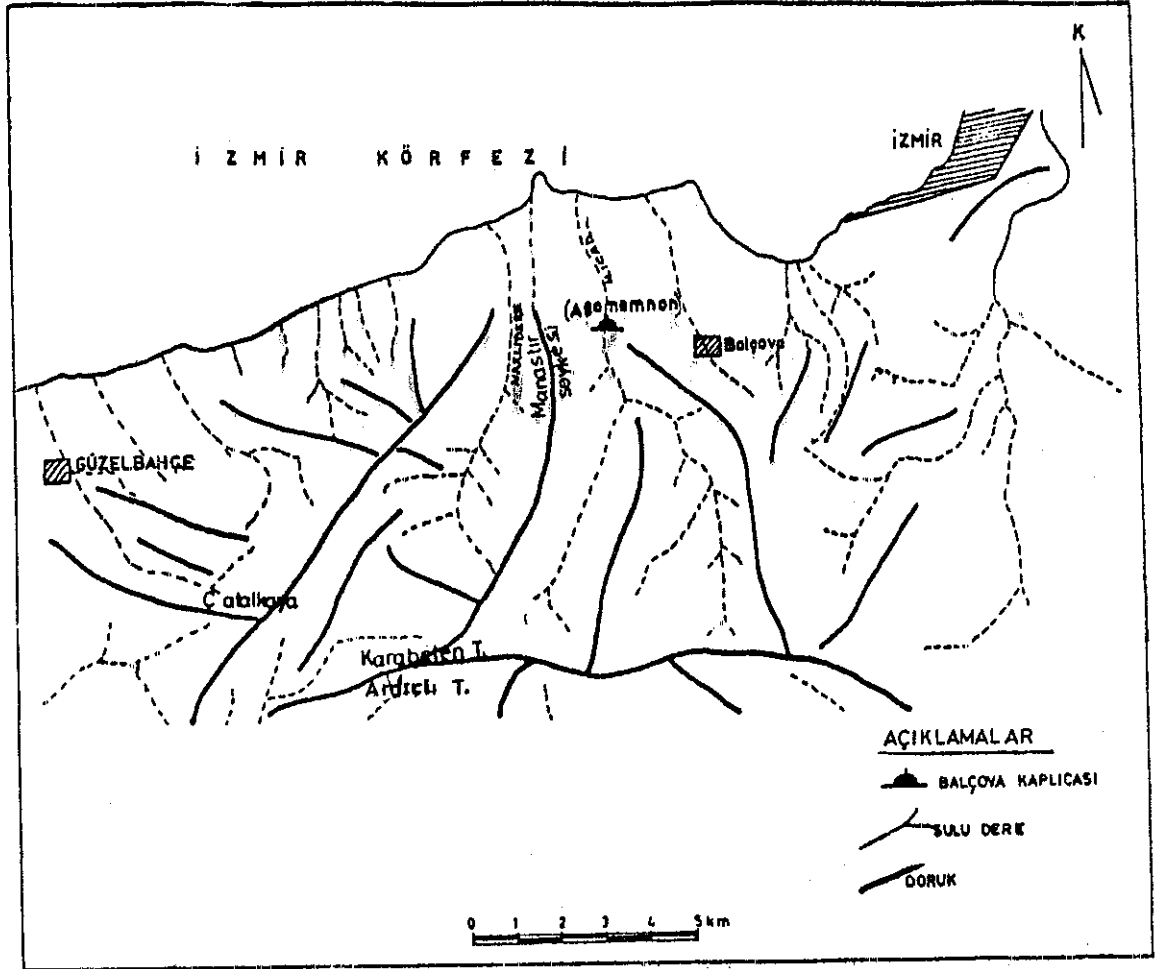 K
İZMİR KÖRFEZİ
İZMİR
ILICA D.
(Agamemnon)
Balçova
Manastır
GÜZELBAHÇE
Çatalkaya
Karabelen T.
Ardıçlı T.
AÇIKLAMALAR
BALÇOVA KAPLICASI
SULU DERE
DORUK
0 1 2 3 4 5 km